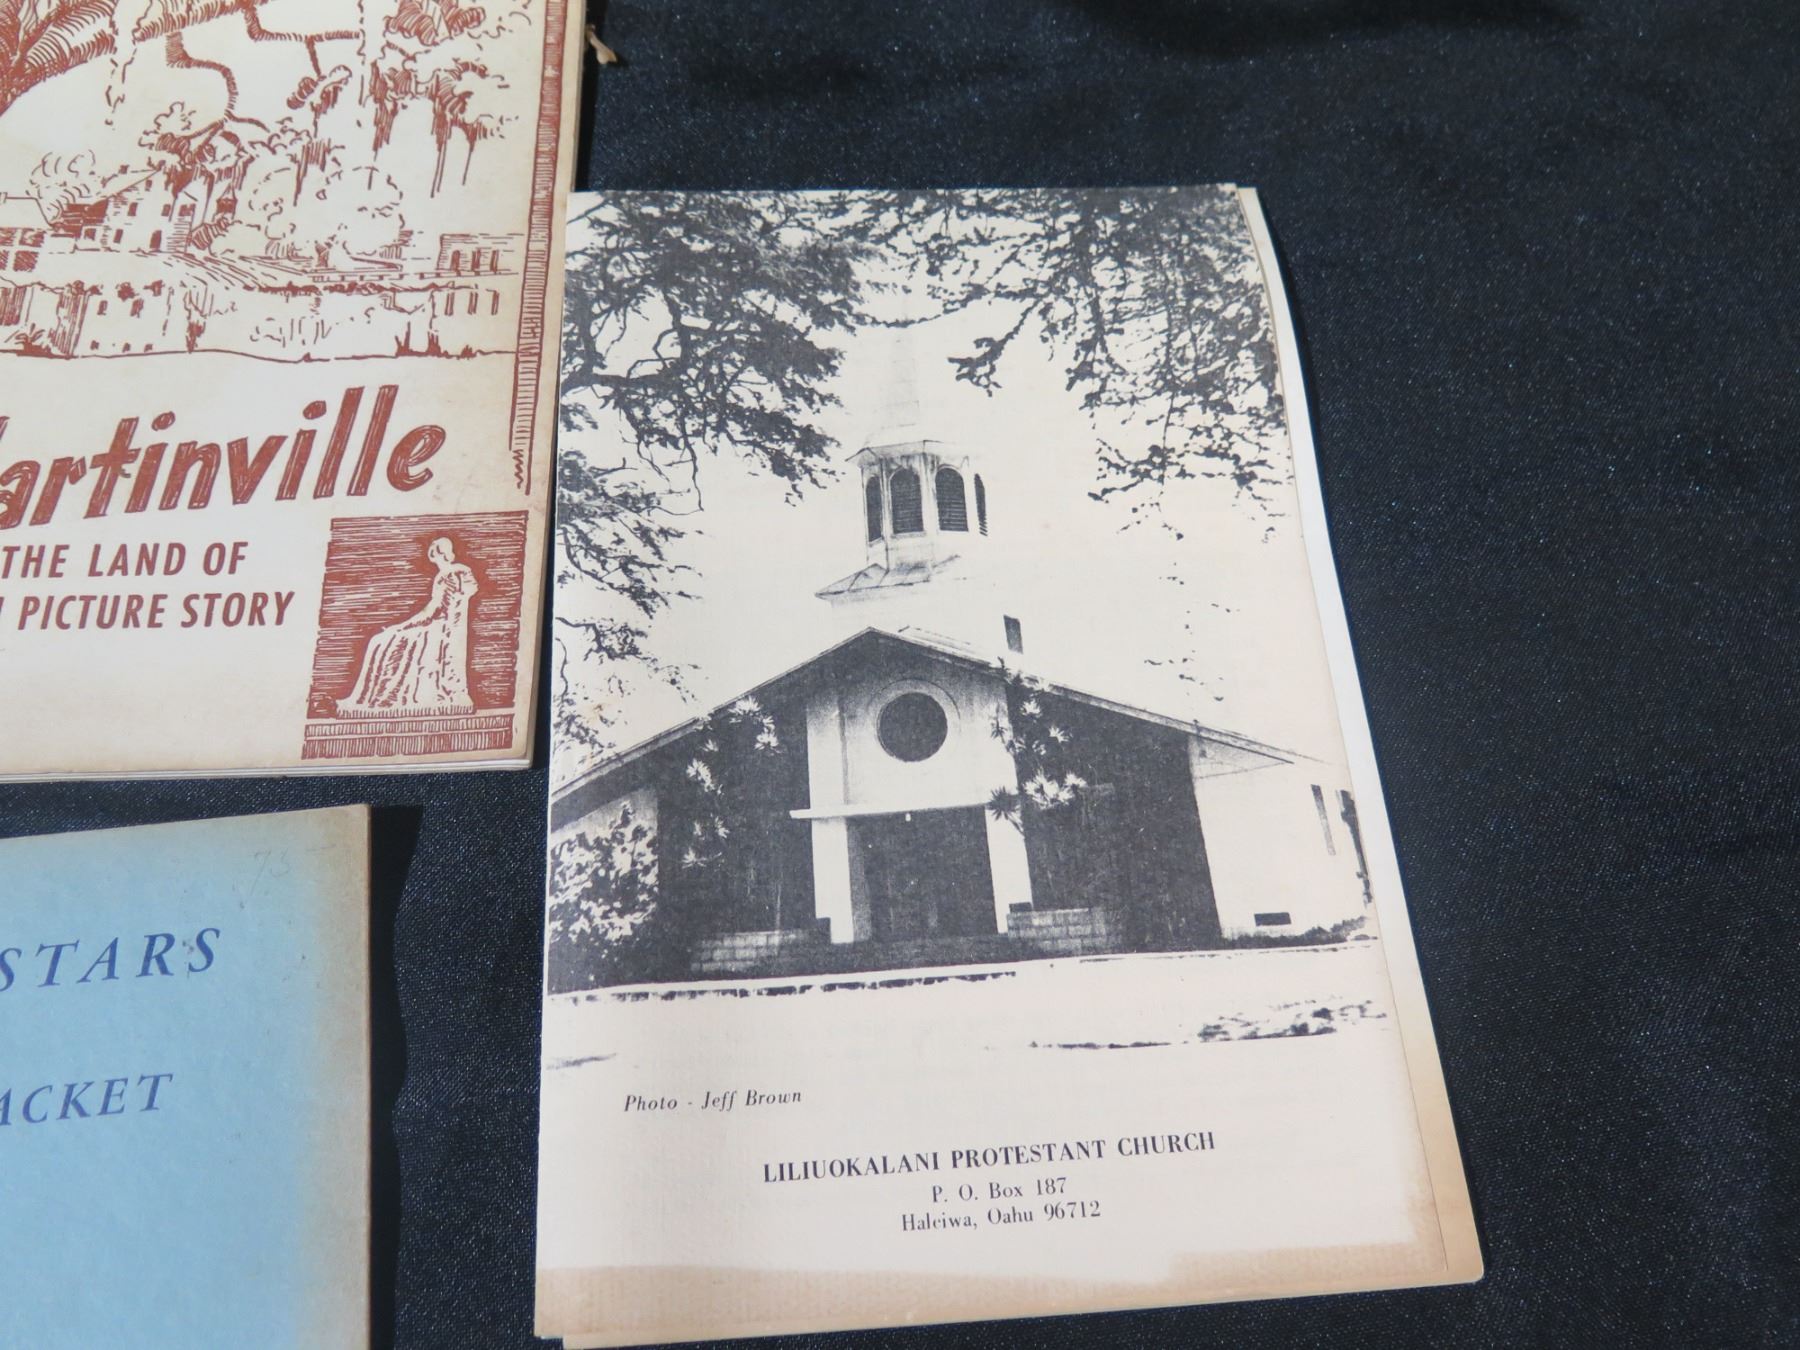 artinville
THE LAND OF
PICTURE STORY
73
STARS
ACKET
Photo - Jeff Brown
LILIUOKALANI PROTESTANT CHURCH
P. O. Box 187
Haleiwa, Oahu 96712